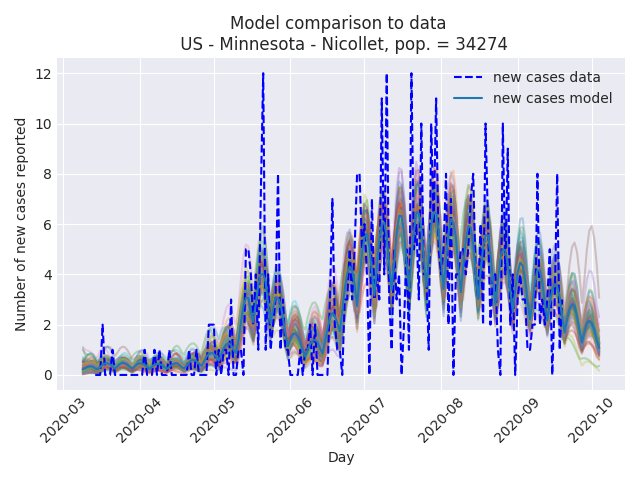 Model comparison to data
US - Minnesota - Nicollet, pop. = 34274
new cases data
new cases model
Number of new cases reported
12
10
8
6
4
2
0
2020-03
2020-04
2020-05
2020-06
2020-07
2020-08
2020-09
2020-10
Day